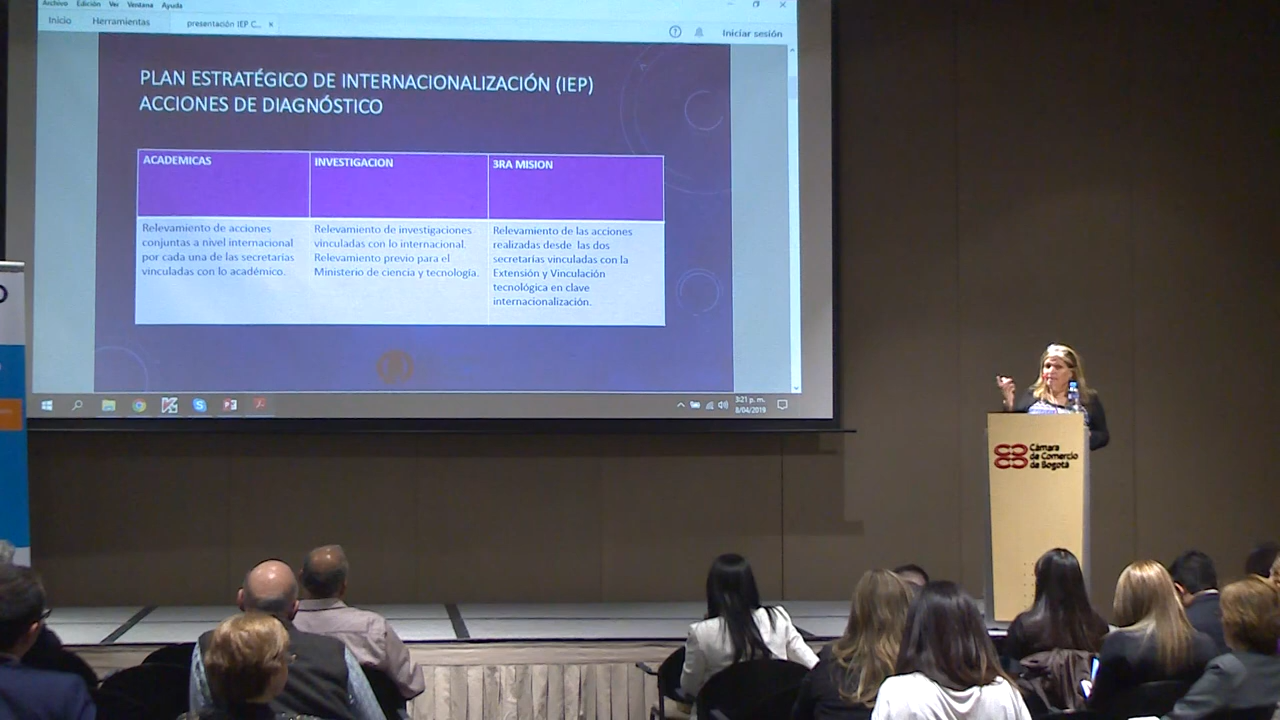 Archivo Edición Ver Ventana Ayuda
Inicio Herramientas presentación IEP C... ×
Iniciar sesión
PLAN ESTRATÉGICO DE INTERNACIONALIZACIÓN (IEP)
ACCIONES DE DIAGNÓSTICO
ACADEMICAS
INVESTIGACION
3RA MISION
Relevamiento de acciones
conjuntas a nivel internacional
por cada una de las secretarias
vinculadas con lo académico.
Relevamiento de investigaciones
vinculadas con lo internacional.
Relevamiento previo para el
Ministerio de ciencia y tecnología.
Relevamiento de las acciones
realizadas desde las dos
secretarías vinculadas con la
Extensión y Vinculación
tecnológica en clave
internacionalización.
3:21 p. m.
8/04/2019
Cámara
de Comercio
de Bogotá
O